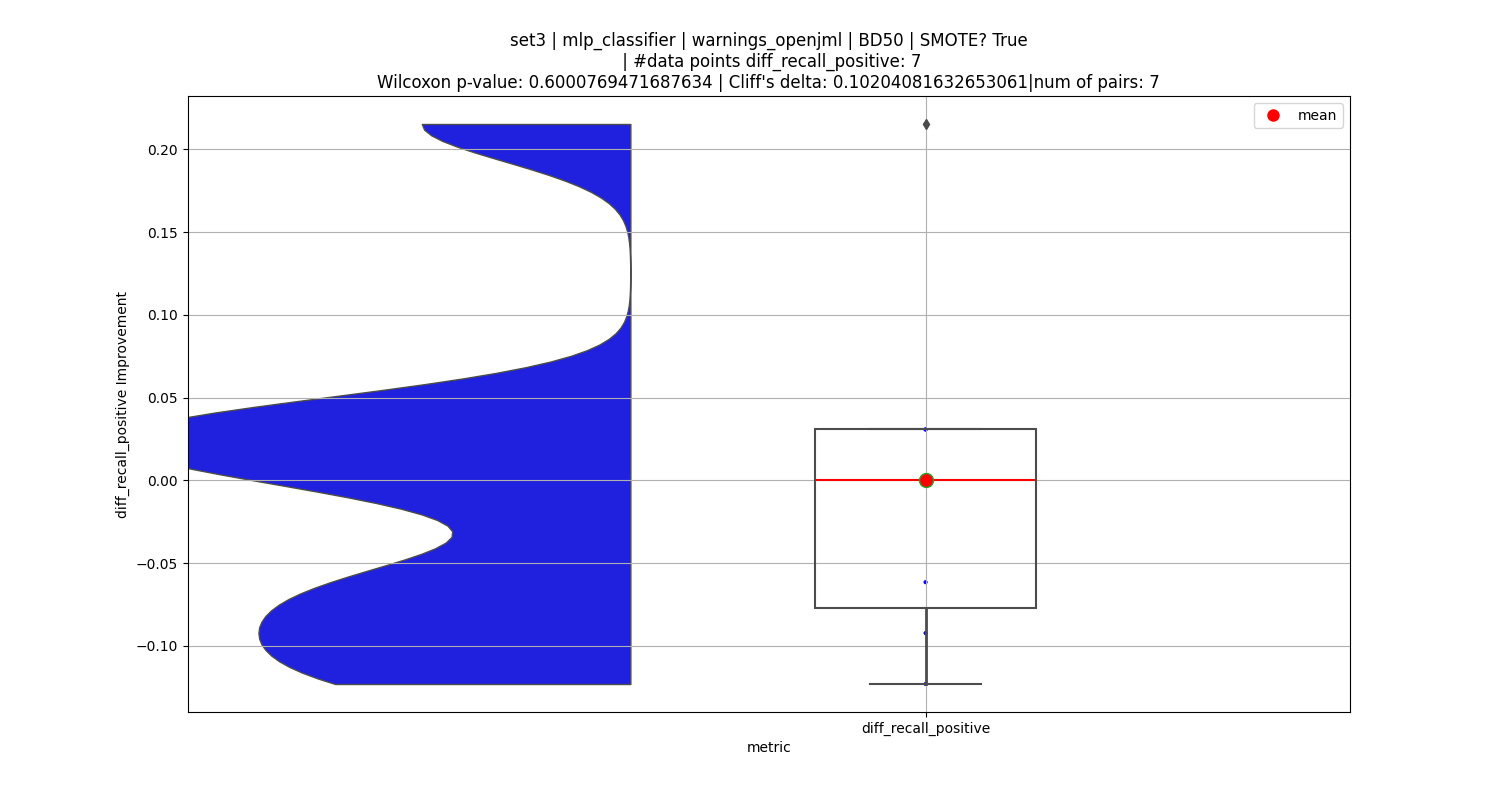 set3 | mlp_classifier | warnings_openjml | BD50 | SMOTE? True
| #data points diff_recall_positive: 7
Wilcoxon p-value: 0.6000769471687634 | Cliff's delta: 0.10204081632653061|num of pairs: 7
mean
0.20
0.15
0.10
0.05
0.00
−0.05
−0.10
diff_recall_positive Improvement
diff_recall_positive
metric